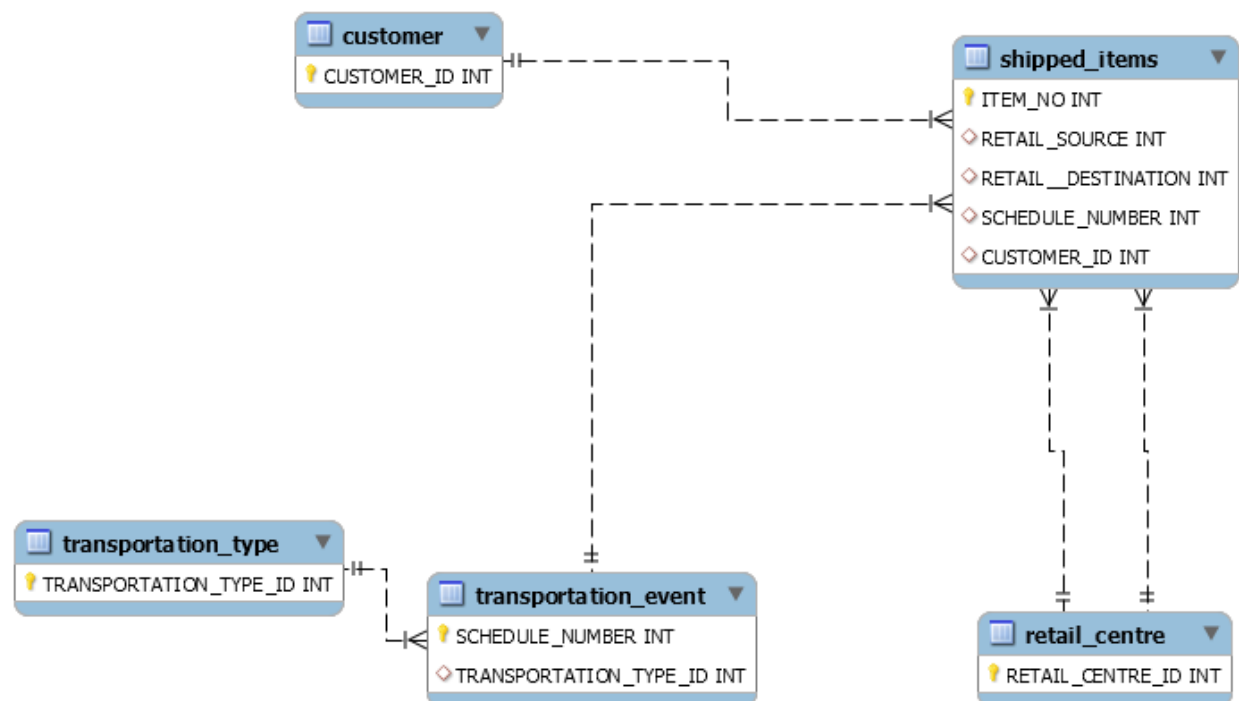 customer
CUSTOMER_ID INT
shipped_items
ITEM_NO INT
RETAIL_SOURCE INT
RETAIL__DESTINATION INT
SCHEDULE_NUMBER INT
CUSTOMER_ID INT
transportation_type
TRANSPORTATION_TYPE_ID INT
transportation_event
SCHEDULE_NUMBER INT
TRANSPORTATION_TYPE_ID INT
retail_centre
RETAIL_CENTRE_ID INT